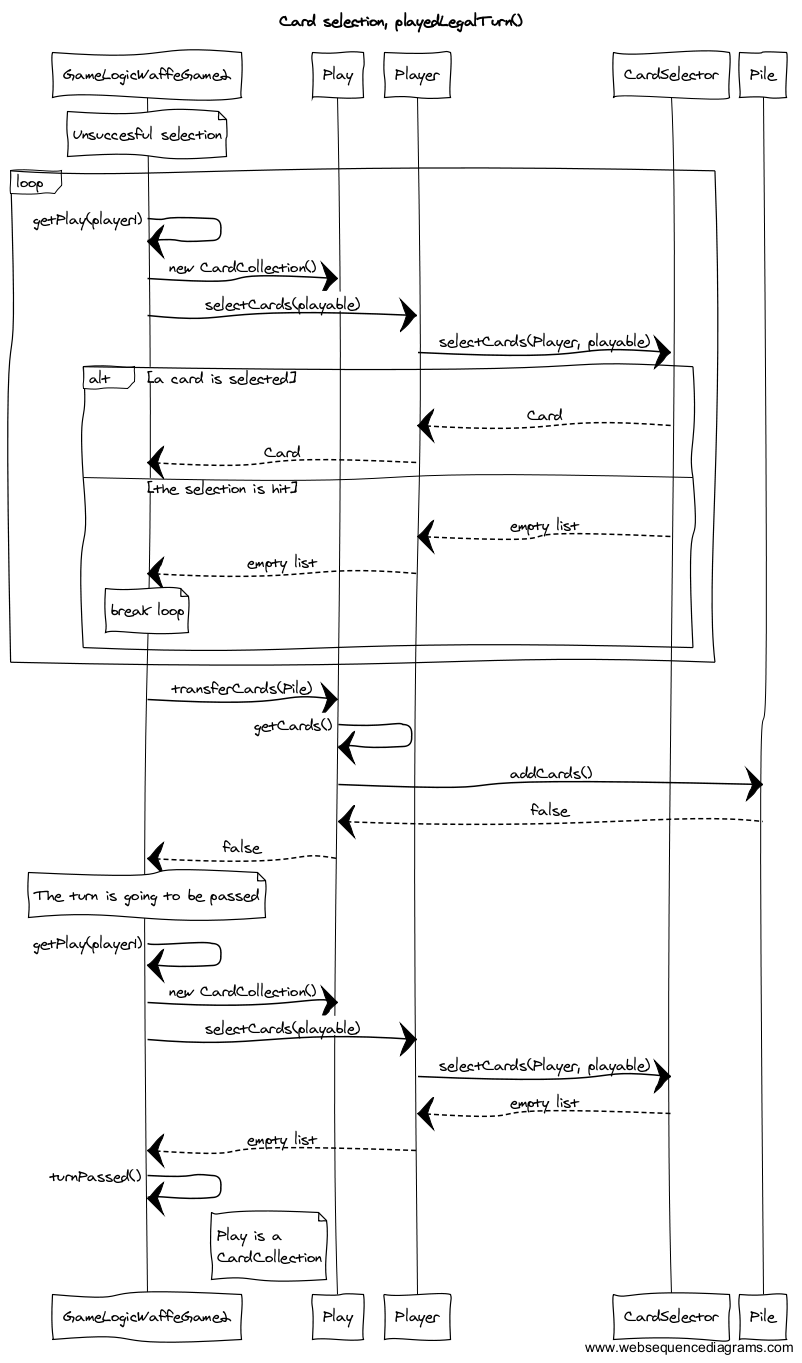 Card selection, playedLegalTurn()
GameLogicWaffeGame2 Play Player CardSelector Pile
Unsuccesful selection
loop
getPlay(player1)
new CardCollection()
selectCards(playable)
selectCards(Player, playable)
alt [a card is selected]
Card
Card
[the selection is hit]
empty list
empty list
break loop
transferCards(Pile)
getCards()
addCards()
false
false
The turn is going to be passed
getPlay(player1)
new CardCollection()
selectCards(playable)
selectCards(Player, playable)
empty list
empty list
turnPassed()
Play is a
CardCollection
GameLogicWaffeGame2 Play Player CardSelector Pile
www.websequencediagrams.com